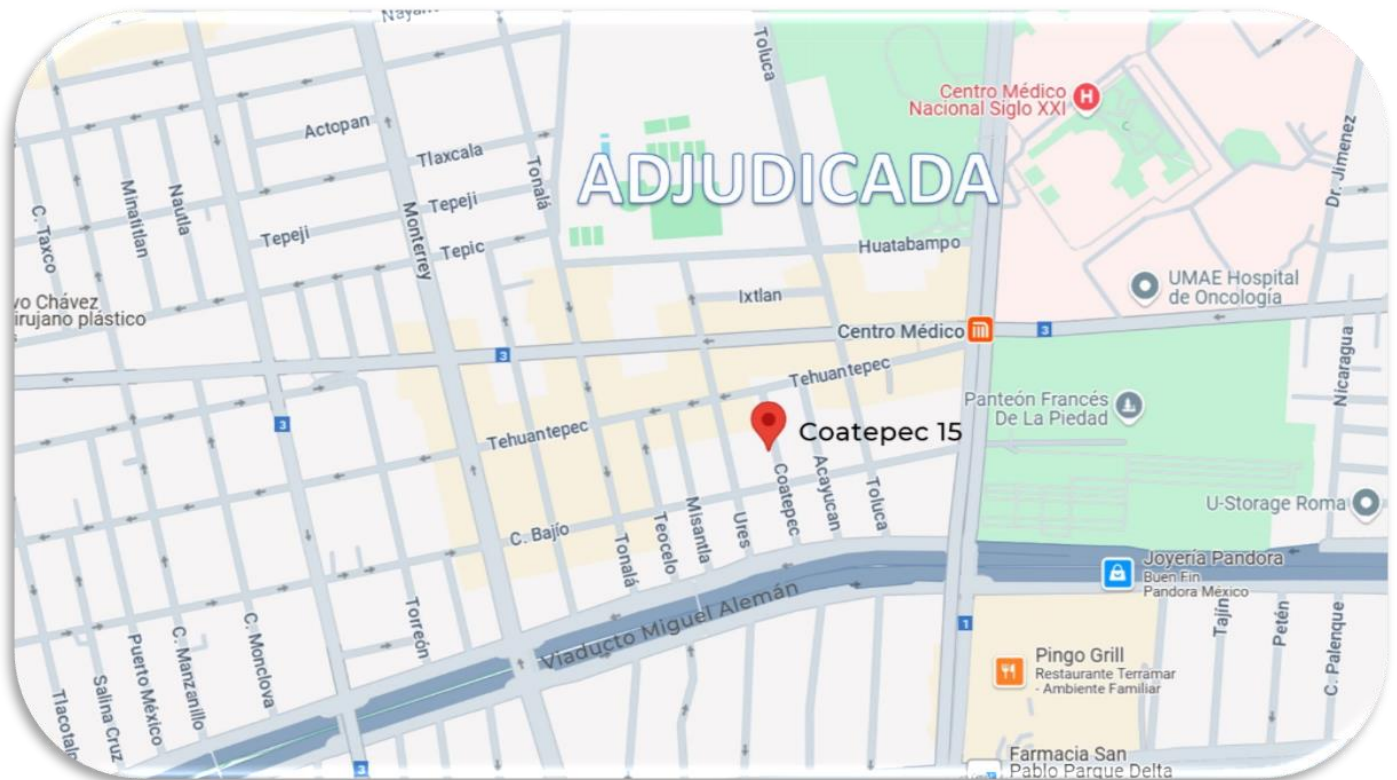 Nayarit
Toluca
Centro Médico
Nacional Siglo XXI
Actopan
Tlaxcala
Tonalá
ADJUDICADA
Dr. Jimenez
Minatitlan
Nautla
C. Taxco
Tepeji
Tepeji
Monterrey
Tepic
Huatabampo
UMAE Hospital
de Oncología
Ixtlan
vo Chávez
irujano plástico
Centro Médico
3
3
3
Nicaragua
Tehuantepec
Panteón Francés
De La Piedad
Coatepec 15
Tehuantepec
Coatepec
Acayucan
Toluca
U-Storage Roma
C. Bajío
Tonalá
Teocelo
Misantla
Ures
Joyería Pandora
Buen Fin
Pandora México
Viaducto Miguel Alemán
Torreón
C. Monclova
C. Manzanillo
Puerto México
Salina Cruz
Tlacotalp
1
Tajín
Petén
C. Palenque
Pingo Grill
Restaurante Terramar
- Ambiente Familiar
3
Farmacia San
Pablo Parque Delta